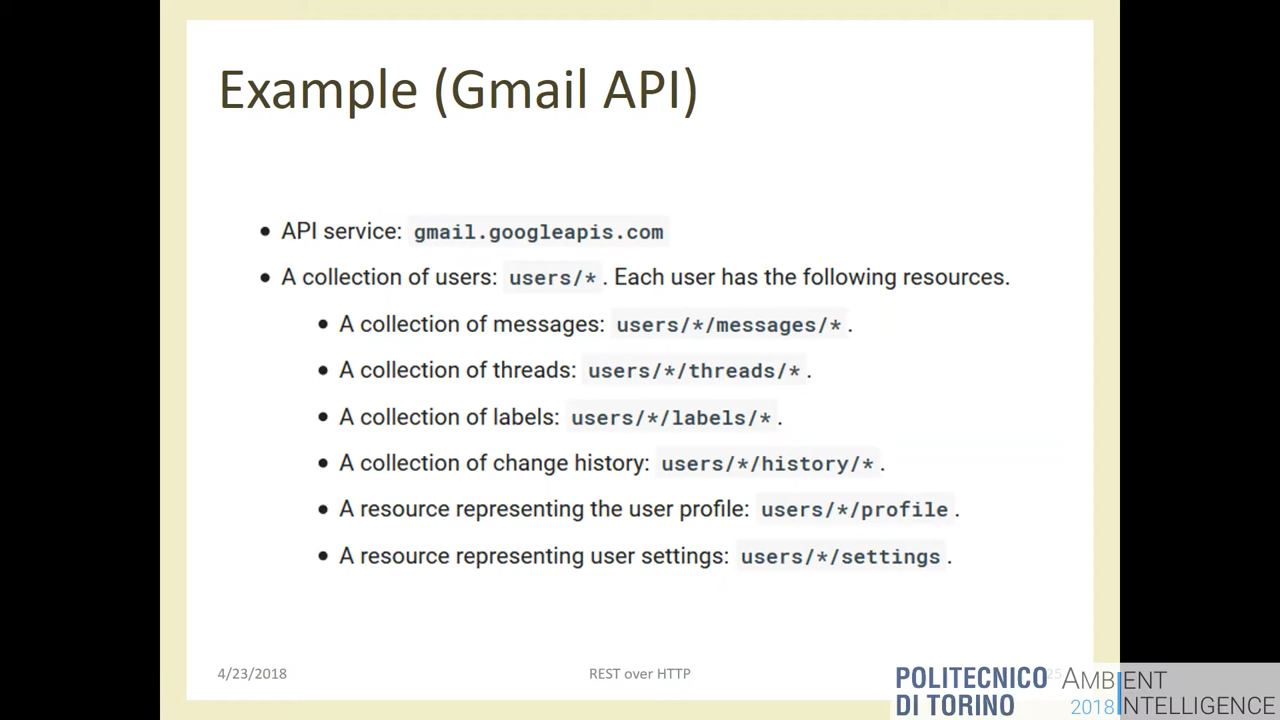 Example (Gmail API)
• API service: gmail.googleapis.com
• A collection of users: users/* . Each user has the following resources.
• A collection of messages: users/*/messages/* .
• A collection of threads: users/*/threads/* .
• A collection of labels: users/*/labels/* .
• A collection of change history: users/*/history/* .
• A resource representing the user profile: users/*/profile .
• A resource representing user settings: users/*/settings .
4/23/2018 REST over HTTP 25
POLITECNICO
DI TORINO
AMBIENT
2018 INTELLIGENCE